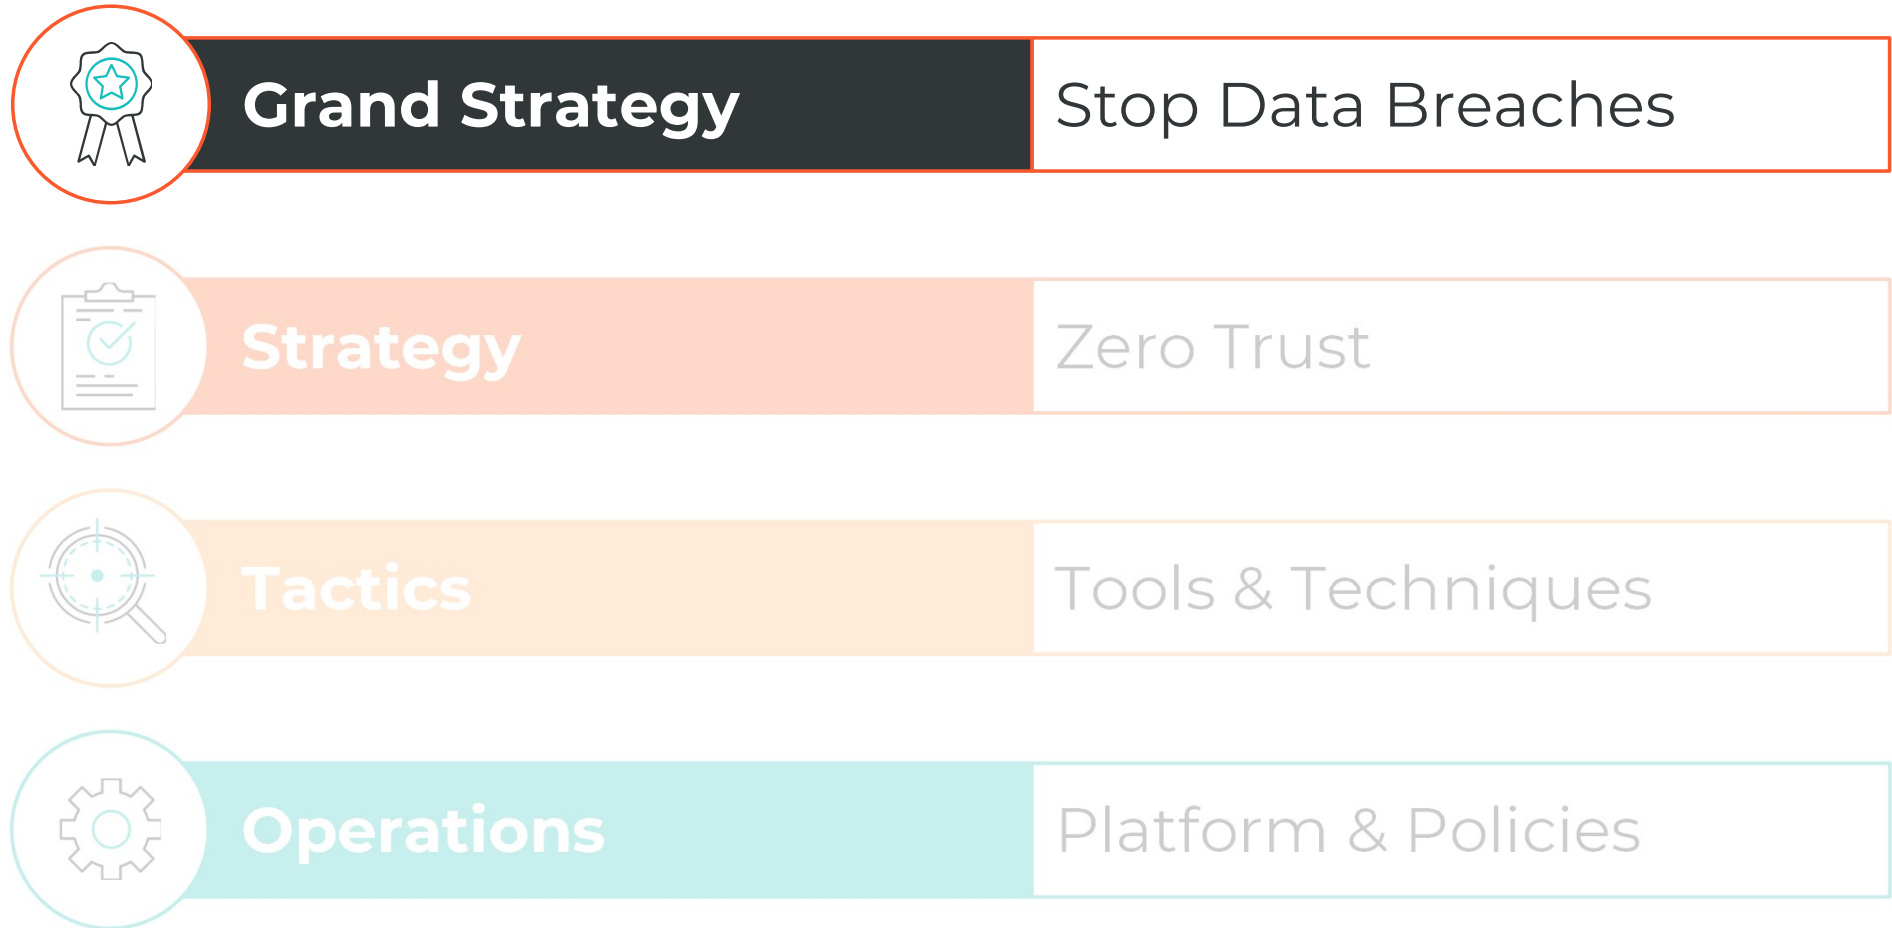 Grand Strategy
Stop Data Breaches
Strategy
Zero Trust
Tactics
Tools & Techniques
Operations
Platform & Policies